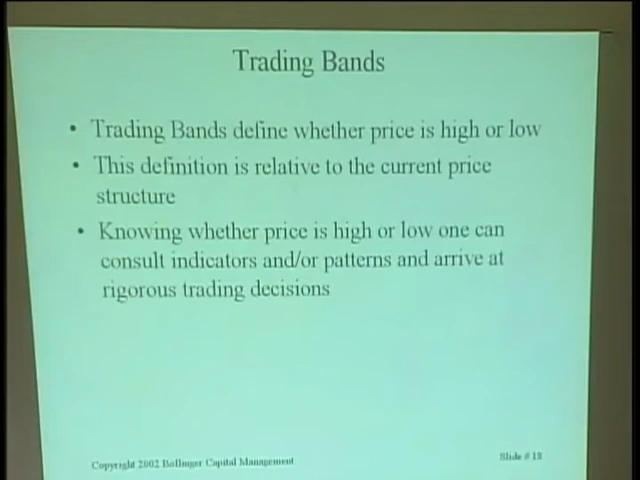 Trading Bands
• Trading Bands define whether price is high or low
• This definition is relative to the current price
structure
• Knowing whether price is high or low one can
consult indicators and/or patterns and arrive at
rigorous trading decisions
Copyright 2002 Bollinger Capital Management
Slide # 18